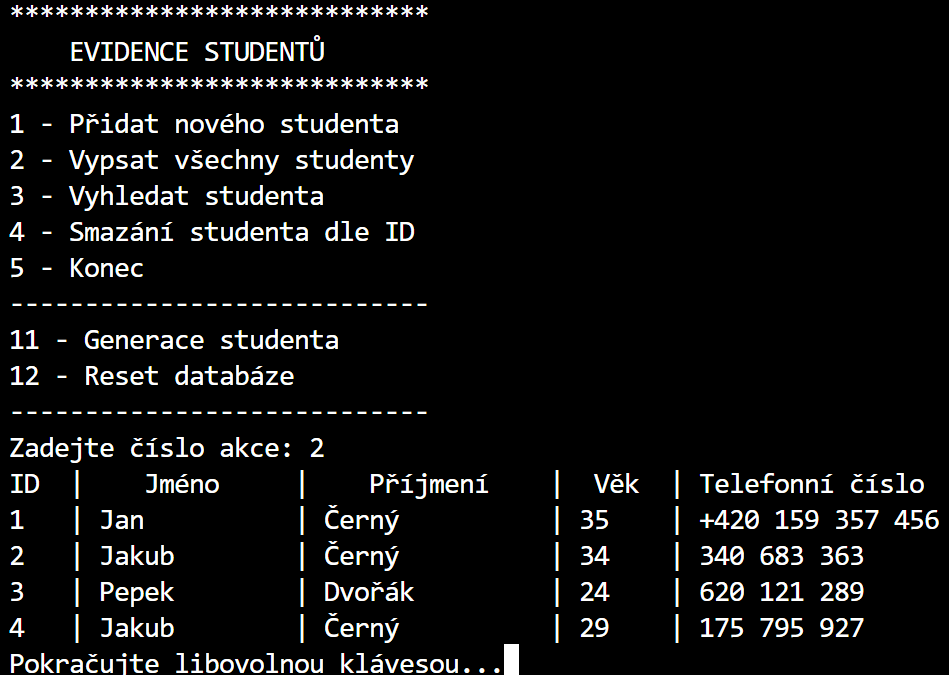 ****************************
    EVIDENCE STUDENTŮ
****************************
1 - Přidat nového studenta
2 - Vypsat všechny studenty
3 - Vyhledat studenta
4 - Smazání studenta dle ID
5 - Konec
----------------------------
11 - Generace studenta
12 - Reset databáze
----------------------------
Zadejte číslo akce: 2
ID  |    Jméno     |    Příjmení    |  Věk  | Telefonní číslo
1   | Jan          | Černý          | 35    | +420 159 357 456
2   | Jakub        | Černý          | 34    | 340 683 363
3   | Pepek        | Dvořák         | 24    | 620 121 289
4   | Jakub        | Černý          | 29    | 175 795 927
Pokračujte libovolnou klávesou...